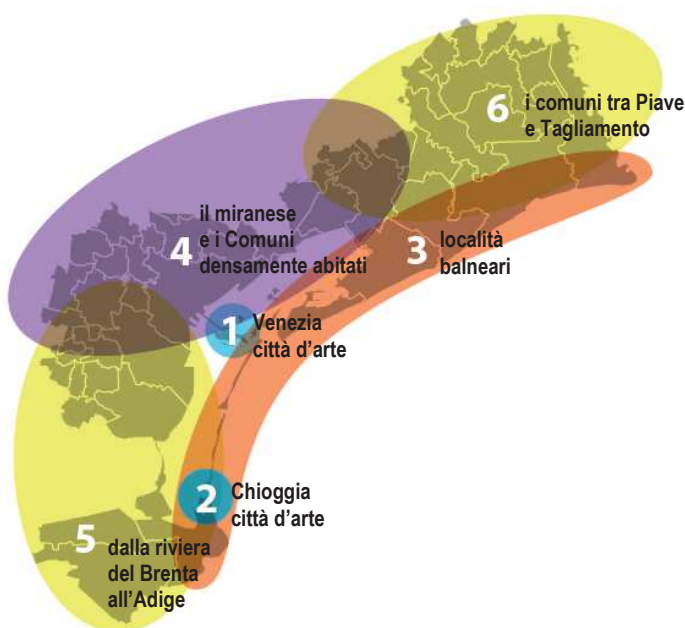 6 i comuni tra Piave
e Tagliamento
4 il miranese
e i Comuni
densamente abitati
3 località
balneari
1 Venezia
città d'arte
2 Chioggia
città d'arte
5 dalla riviera
del Brenta
all'Adige